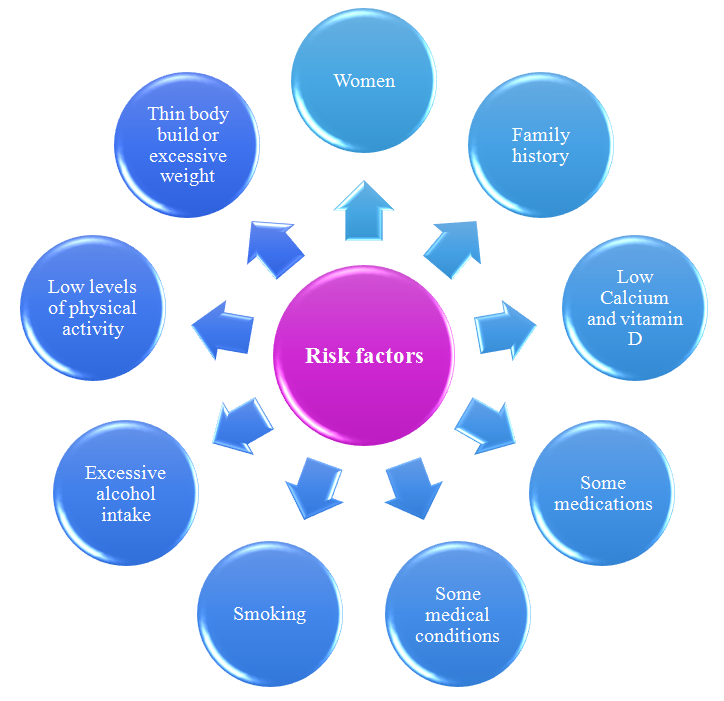 Women
Family
history
Low
Calcium
and vitamin
D
Some
medications
Some
medical
conditions
Smoking
Excessive
alcohol
intake
Low levels
of physical
activity
Thin body
build or
excessive
weight
Risk factors